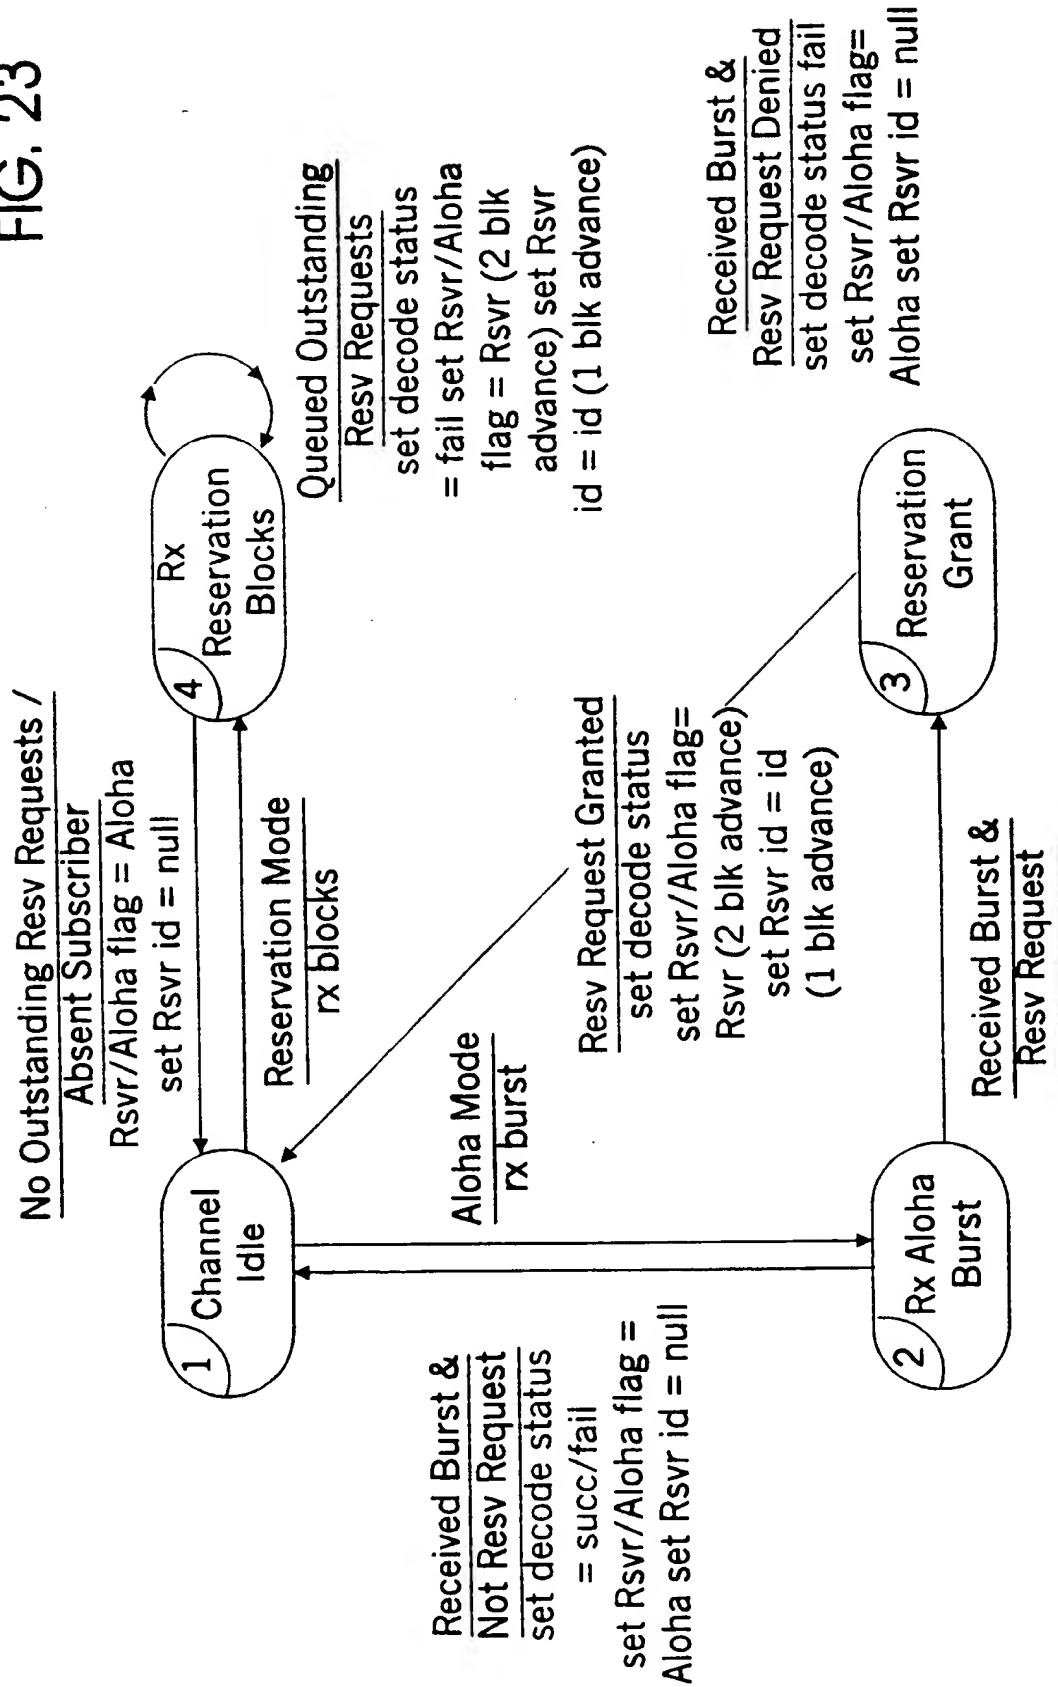 FIG. 23
No Outstanding Resv Requests /
Absent Subscriber
Rsvr/Aloha flag = Aloha
set Rsvr id = null
1
Channel
Idle
4
Rx
Reservation
Blocks
Reservation Mode
rx blocks
Queued Outstanding
Resv Requests
set decode status
= fail set Rsvr/Aloha
flag = Rsvr (2 blk
advance) set Rsvr
id = id (1 blk advance)
Received Burst &
Not Resv Request
set decode status
= succ/fail
set Rsvr/Aloha flag =
Aloha set Rsvr id = null
Aloha Mode
rx burst
Resv Request Granted
set decode status
set Rsvr/Aloha flag=
Rsvr (2 blk advance)
set Rsvr id = id
(1 blk advance)
Received Burst &
Resv Request Denied
set decode status fail
set Rsvr/Aloha flag=
Aloha set Rsvr id = null
2
Rx Aloha
Burst
Received Burst &
Resv Request
3
Reservation
Grant